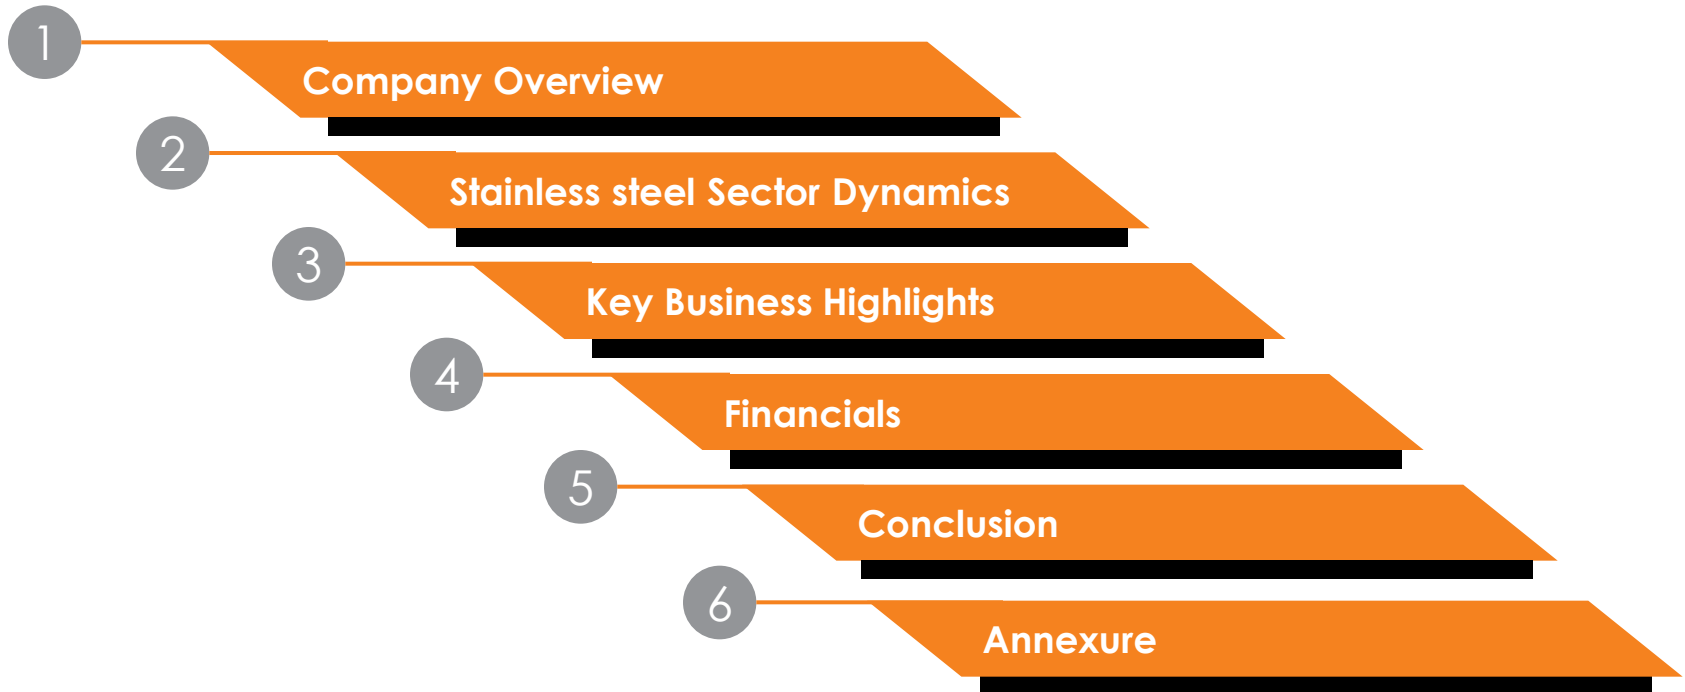 1
Company Overview
2
Stainless steel Sector Dynamics
3
Key Business Highlights
4
Financials
5
Conclusion
6
Annexure